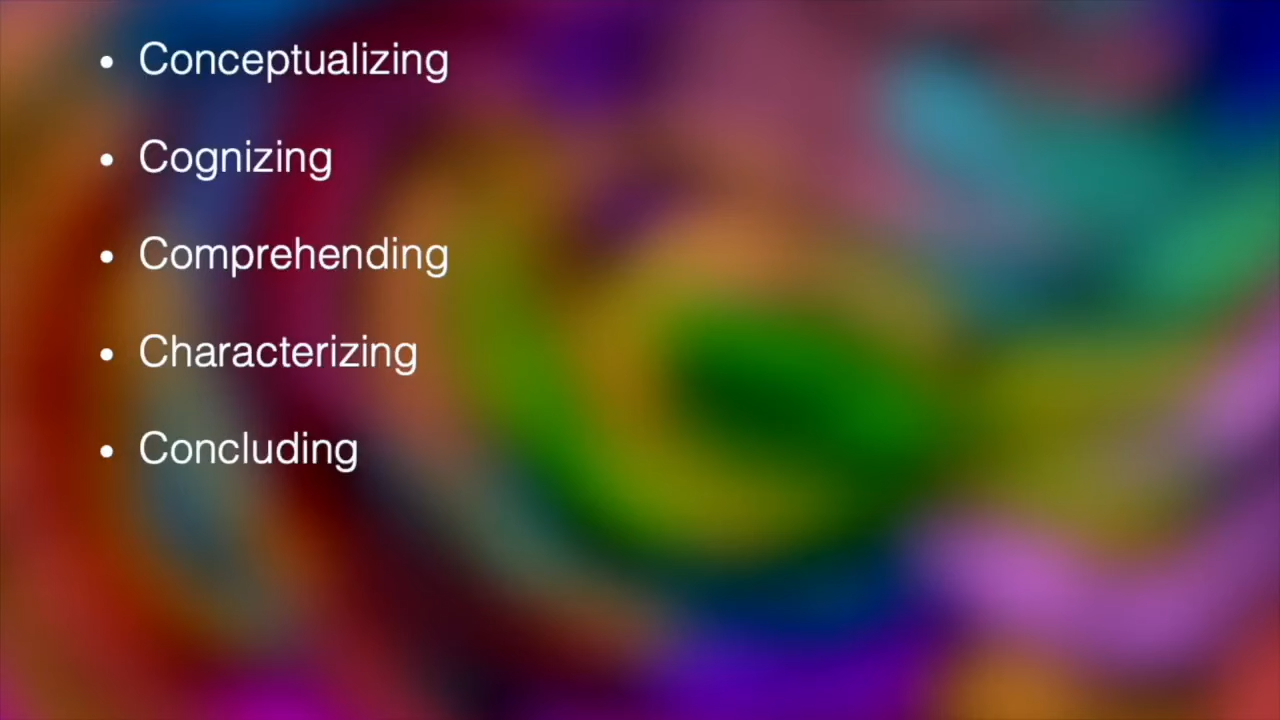 • Conceptualizing
• Cognizing
• Comprehending
• Characterizing
• Concluding